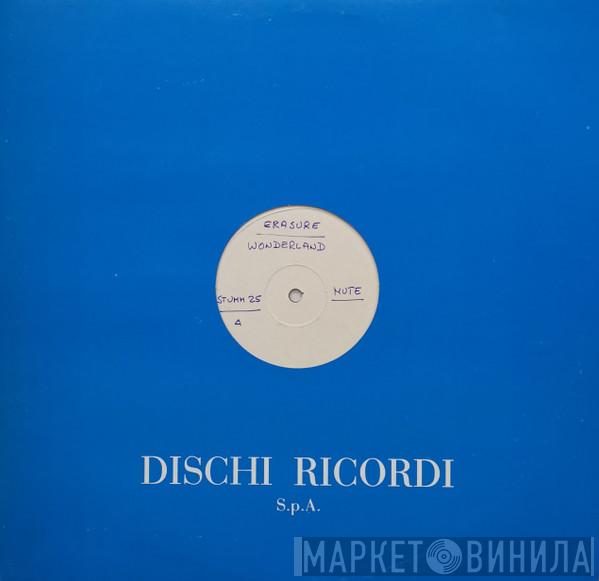 ERASURE
WONDERLAND
STUMM 25
MUTE
A
DISCHI RICORDI
S.p.A.
МАРКЕТ ВИНИЛА